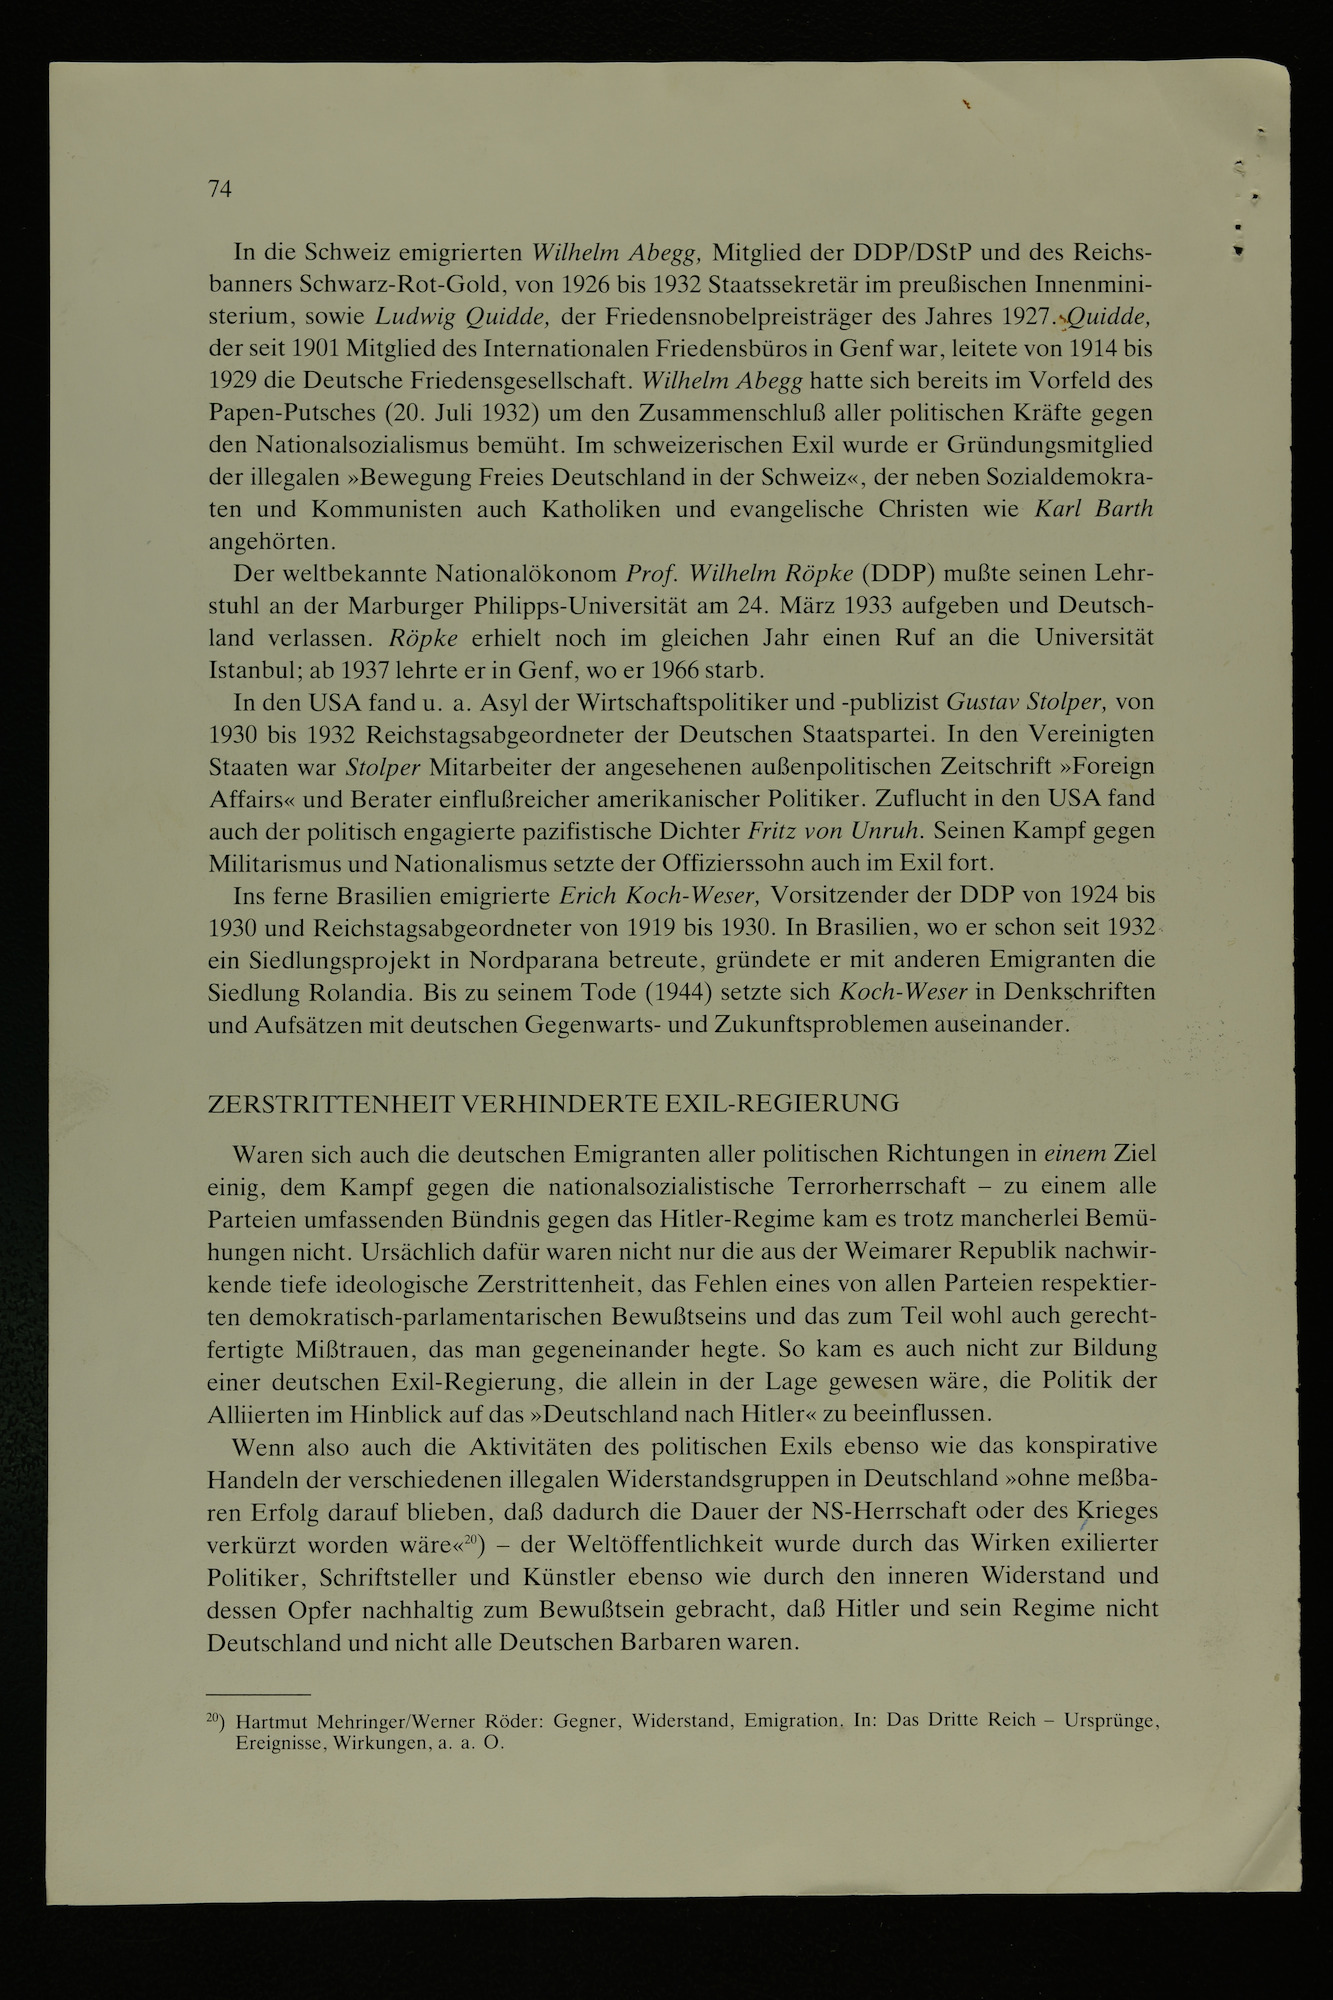 74
In die Schweiz emigrierten Wilhelm Abegg, Mitglied der DDP/DStP und des Reichs-
banners Schwarz-Rot-Gold, von 1926 bis 1932 Staatssekretär im preußischen Innenmini-
sterium, sowie Ludwig Quidde, der Friedensnobelpreisträger des Jahres 1927. Quidde,
der seit 1901 Mitglied des Internationalen Friedensbüros in Genf war, leitete von 1914 bis
1929 die Deutsche Friedensgesellschaft. Wilhelm Abegg hatte sich bereits im Vorfeld des
Papen-Putsches (20. Juli 1932) um den Zusammenschluß aller politischen Kräfte gegen
den Nationalsozialismus bemüht. Im schweizerischen Exil wurde er Gründungsmitglied
der illegalen »Bewegung Freies Deutschland in der Schweiz«, der neben Sozialdemokra-
ten und Kommunisten auch Katholiken und evangelische Christen wie Karl Barth
angehörten.
Der weltbekannte Nationalökonom Prof. Wilhelm Röpke (DDP) mußte seinen Lehr-
stuhl an der Marburger Philipps-Universität am 24. März 1933 aufgeben und Deutsch-
land verlassen. Röpke erhielt noch im gleichen Jahr einen Ruf an die Universität
Istanbul; ab 1937 lehrte er in Genf, wo er 1966 starb.
In den USA fand u. a. Asyl der Wirtschaftspolitiker und -publizist Gustav Stolper, von
1930 bis 1932 Reichstagsabgeordneter der Deutschen Staatspartei. In den Vereinigten
Staaten war Stolper Mitarbeiter der angesehenen außenpolitischen Zeitschrift »Foreign
Affairs« und Berater einflußreicher amerikanischer Politiker. Zuflucht in den USA fand
auch der politisch engagierte pazifistische Dichter Fritz von Unruh. Seinen Kampf gegen
Militarismus und Nationalismus setzte der Offizierssohn auch im Exil fort.
Ins ferne Brasilien emigrierte Erich Koch-Weser, Vorsitzender der DDP von 1924 bis
1930 und Reichstagsabgeordneter von 1919 bis 1930. In Brasilien, wo er schon seit 1932
ein Siedlungsprojekt in Nordparana betreute, gründete er mit anderen Emigranten die
Siedlung Rolandia. Bis zu seinem Tode (1944) setzte sich Koch-Weser in Denkschriften
und Aufsätzen mit deutschen Gegenwarts- und Zukunftsproblemen auseinander.
ZERSTRITTENHEIT VERHINDERTE EXIL-REGIERUNG
Waren sich auch die deutschen Emigranten aller politischen Richtungen in einem Ziel
einig, dem Kampf gegen die nationalsozialistische Terrorherrschaft – zu einem alle
Parteien umfassenden Bündnis gegen das Hitler-Regime kam es trotz mancherlei Bemü-
hungen nicht. Ursächlich dafür waren nicht nur die aus der Weimarer Republik nachwir-
kende tiefe ideologische Zerstrittenheit, das Fehlen eines von allen Parteien respektier-
ten demokratisch-parlamentarischen Bewußtseins und das zum Teil wohl auch gerecht-
fertigte Mißtrauen, das man gegeneinander hegte. So kam es auch nicht zur Bildung
einer deutschen Exil-Regierung, die allein in der Lage gewesen wäre, die Politik der
Alliierten im Hinblick auf das »Deutschland nach Hitler« zu beeinflussen.
Wenn also auch die Aktivitäten des politischen Exils ebenso wie das konspirative
Handeln der verschiedenen illegalen Widerstandsgruppen in Deutschland »ohne meßba-
ren Erfolg darauf blieben, daß dadurch die Dauer der NS-Herrschaft oder des Krieges
verkürzt worden wäre«²⁰) – der Weltöffentlichkeit wurde durch das Wirken exilierter
Politiker, Schriftsteller und Künstler ebenso wie durch den inneren Widerstand und
dessen Opfer nachhaltig zum Bewußtsein gebracht, daß Hitler und sein Regime nicht
Deutschland und nicht alle Deutschen Barbaren waren.
²⁰) Hartmut Mehringer/Werner Röder: Gegner, Widerstand, Emigration. In: Das Dritte Reich – Ursprünge,
Ereignisse, Wirkungen, a. a. O.